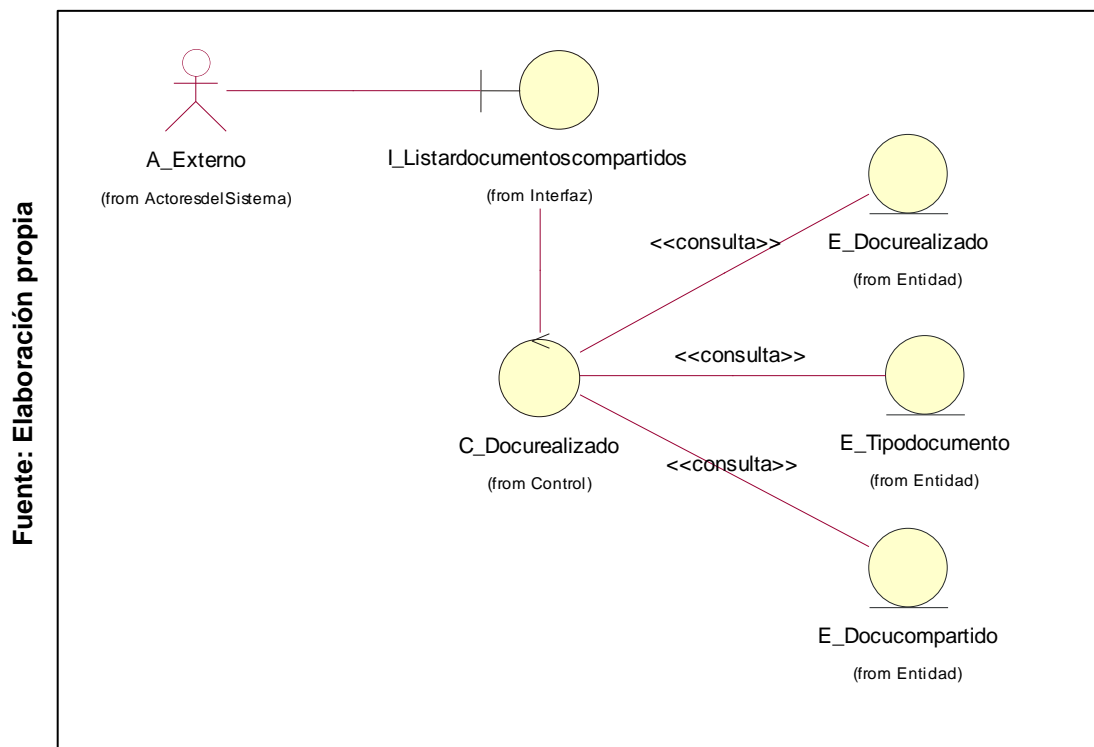 Fuente: Elaboración propia
A_Externo
(from ActoresdelSistema)
I_Listardocumentoscompartidos
(from Interfaz)
<<consulta>>
E_Docurealizado
(from Entidad)
<<consulta>>
E_Tipodocumento
(from Entidad)
C_Docurealizado
(from Control)
<<consulta>>
E_Docucompartido
(from Entidad)